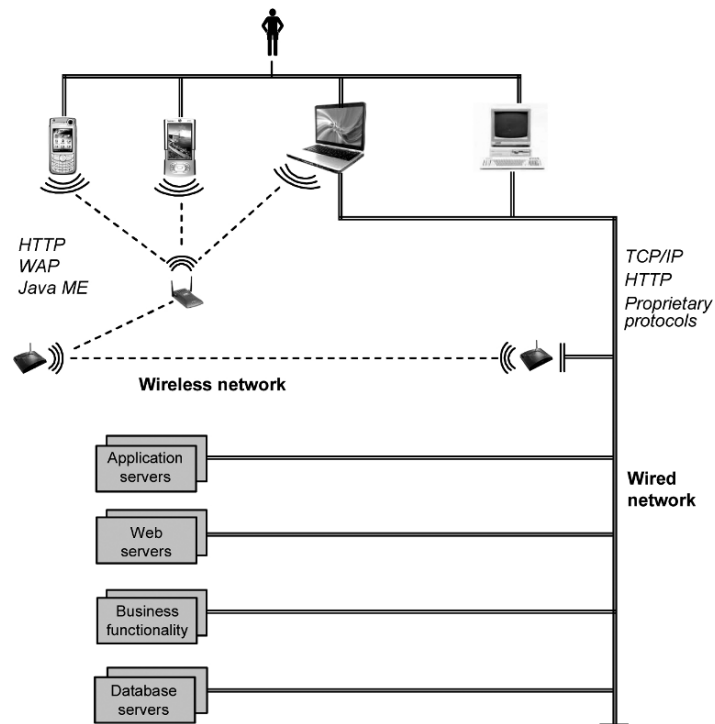 HTTP
WAP
Java ME
TCP/IP
HTTP
Proprietary
protocols
Wireless network
Application
servers
Wired
network
Web
servers
Business
functionality
Database
servers